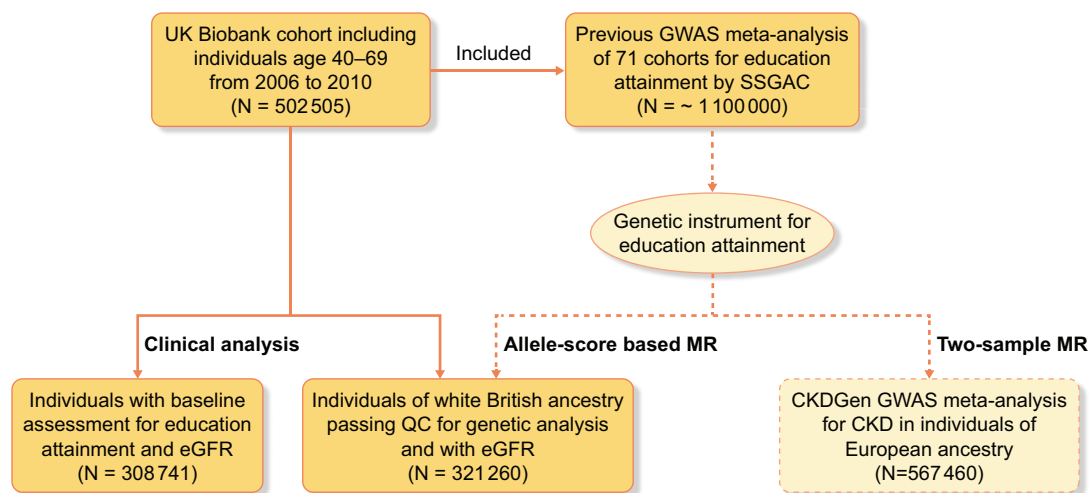 UK Biobank cohort including
individuals age 40–69
from 2006 to 2010
(N = 502 505)
Included
Previous GWAS meta-analysis
of 71 cohorts for education
attainment by SSGAC
(N = ~ 1 100 000)
Genetic instrument for
education attainment
Clinical analysis
Allele-score based MR
Two-sample MR
Individuals with baseline
assessment for education
attainment and eGFR
(N = 308 741)
Individuals of white British ancestry
passing QC for genetic analysis
and with eGFR
(N = 321 260)
CKDGen GWAS meta-analysis
for CKD in individuals of
European ancestry
(N=567 460)